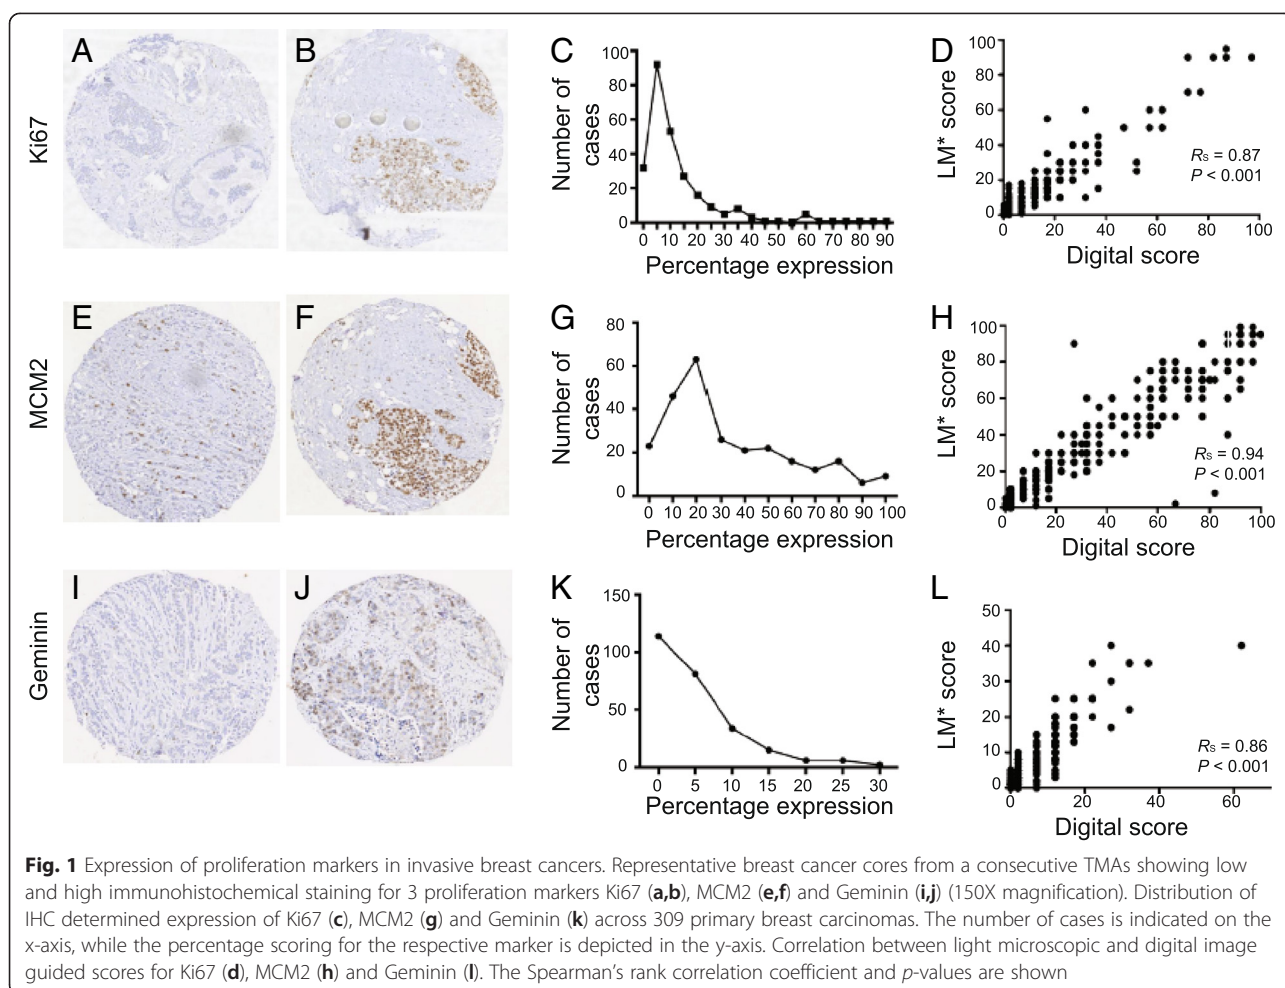 A
B
C
D
Ki67
Number of
cases
100
80
60
40
20
0
0 10 20 30 40 50 60 70 80 90
Percentage expression
LM* score
100
80
60
40
20
0
0 20 40 60 80 100
Digital score
RS = 0.87
P < 0.001
E
F
G
H
MCM2
Number of
cases
80
60
40
20
0
0 10 20 30 40 50 60 70 80 90 100
Percentage expression
LM* score
100
80
60
40
20
0
0 20 40 60 80 100
Digital score
RS = 0.94
P < 0.001
I
J
K
L
Geminin
Number of
cases
150
100
50
0
0 5 10 15 20 25 30
Percentage expression
LM* score
50
40
30
20
10
0
0 20 40 60
Digital score
RS = 0.86
P < 0.001
Fig. 1 Expression of proliferation markers in invasive breast cancers. Representative breast cancer cores from a consecutive TMAs showing low
and high immunohistochemical staining for 3 proliferation markers Ki67 (a,b), MCM2 (e,f) and Geminin (i,j) (150X magnification). Distribution of
IHC determined expression of Ki67 (c), MCM2 (g) and Geminin (k) across 309 primary breast carcinomas. The number of cases is indicated on the
x-axis, while the percentage scoring for the respective marker is depicted in the y-axis. Correlation between light microscopic and digital image
guided scores for Ki67 (d), MCM2 (h) and Geminin (l). The Spearman's rank correlation coefficient and p-values are shown